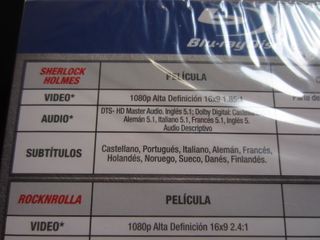 Blu-ray Disc
SHERLOCK
HOLMES
PELÍCULA
VIDEO*
1080p Alta Definición 16x9 1.85:1
AUDIO*
DTS- HD Master Audio. Inglés 5.1; Dolby Digital:
Alemán 5.1, Italiano 5.1, Francés 5.1, Inglés 5.
Audio Descriptivo
SUBTÍTULOS
Castellano, Portugués, Italiano, Alemán, Francés,
Holandés, Noruego, Sueco, Danés, Finlandés.
ROCKNROLLA
PELÍCULA
VIDEO*
1080p Alta Definición 16x9 2.4:1